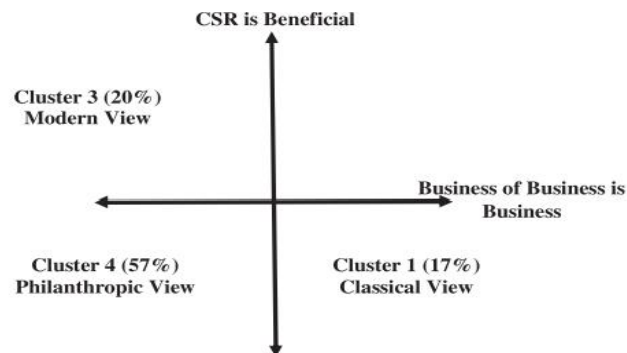 CSR is Beneficial
Cluster 3 (20%)
Modern View
Business of Business is
Business
Cluster 4 (57%)
Philanthropic View
Cluster 1 (17%)
Classical View